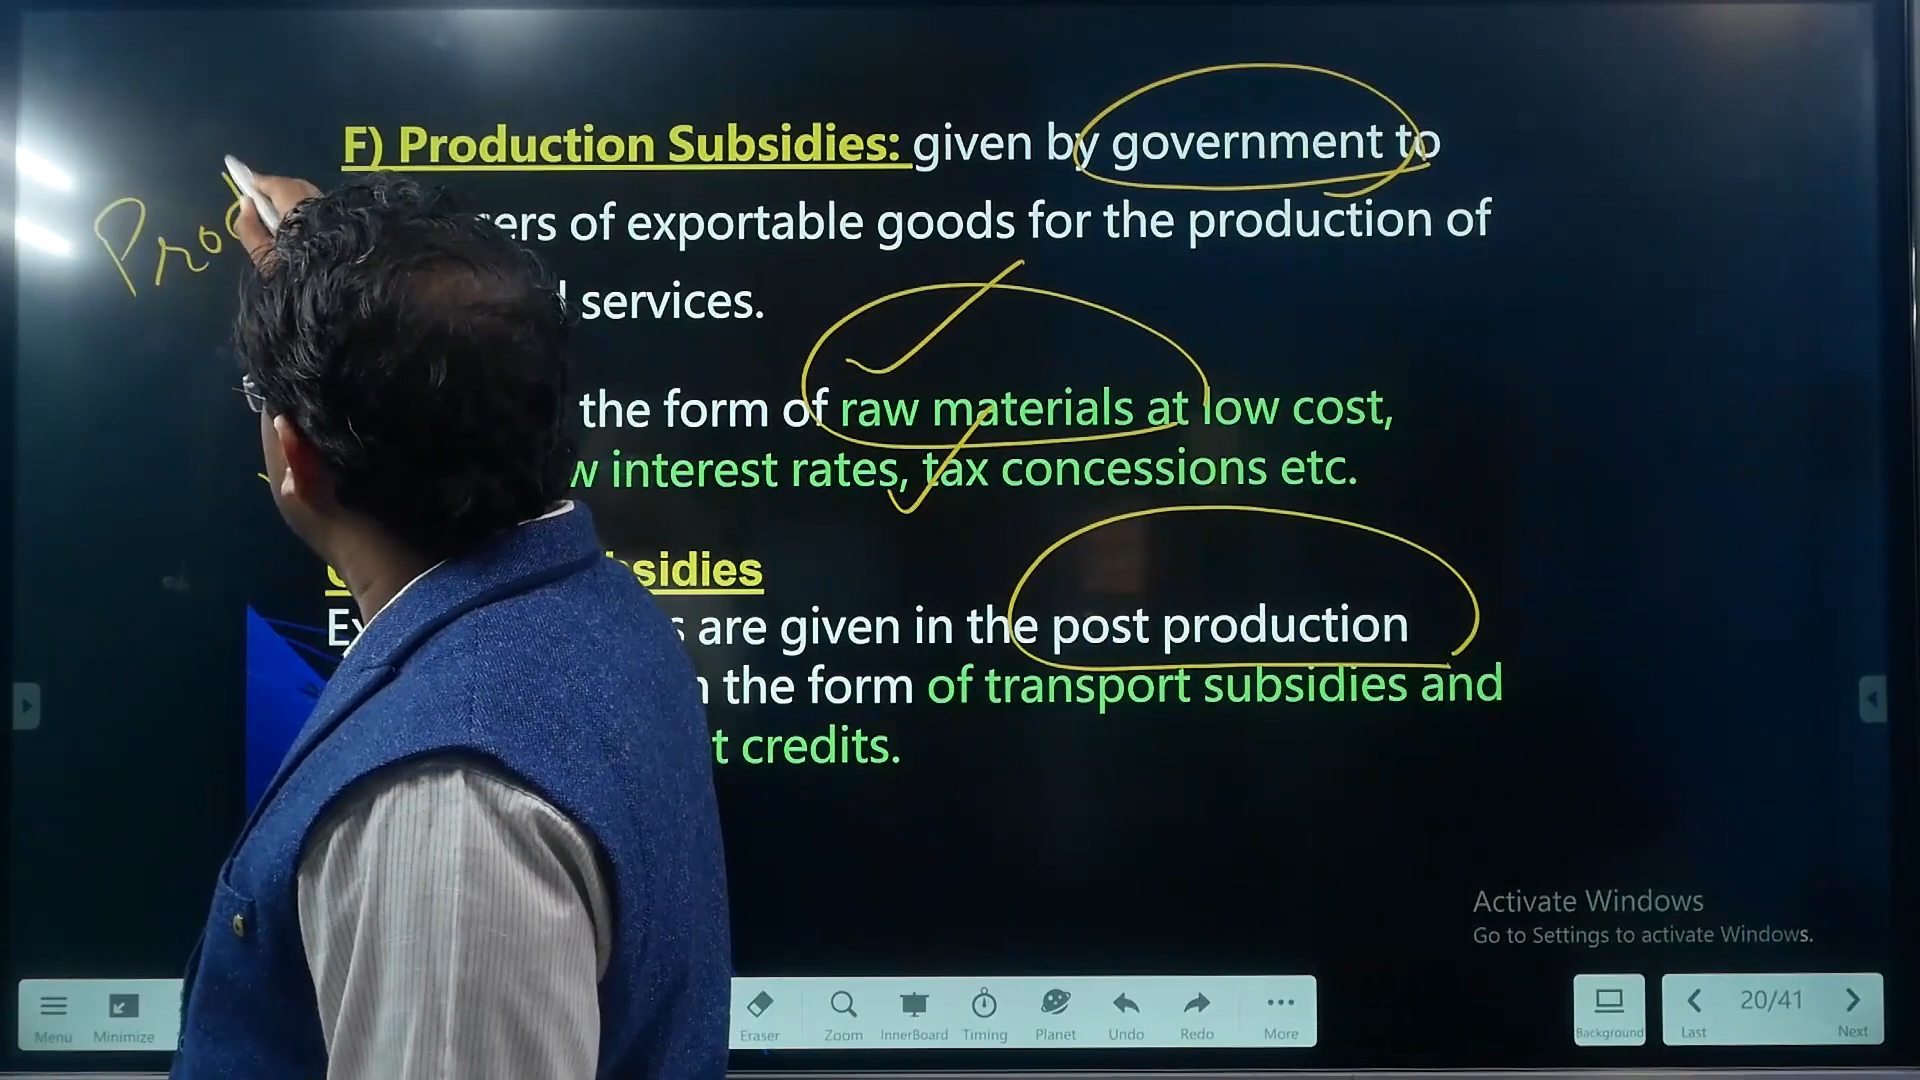 F) Production Subsidies: given by government to
of exportable goods for the production of
services.
Prod
the form of raw materials at low cost,
interest rates, tax concessions etc.
are given in the post production
the form of transport subsidies and
credits.
Activate Windows
Go to Settings to activate Windows.
Menu Minimize Eraser Zoom InnerBoard Timing Planet Undo Redo More Background Last 20/41 Next